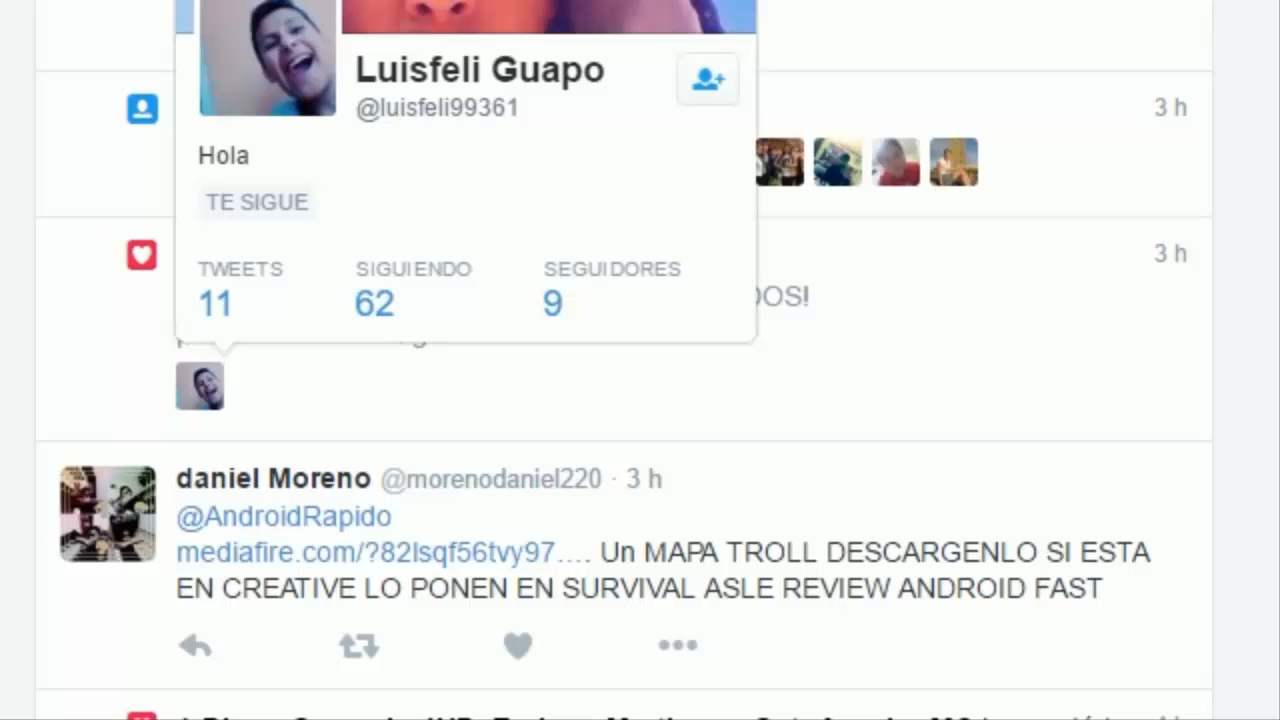 Luisfeli Guapo
@luisfeli99361
3 h
Hola
TE SIGUE
3 h
TWEETS SIGUIENDO SEGUIDORES
11 62 9
OS!
daniel Moreno @morenodaniel220 · 3 h
@AndroidRapido
mediafire.com/?82lsqf56tvy97…. Un MAPA TROLL DESCARGENLO SI ESTA
EN CREATIVE LO PONEN EN SURVIVAL ASLE REVIEW ANDROID FAST